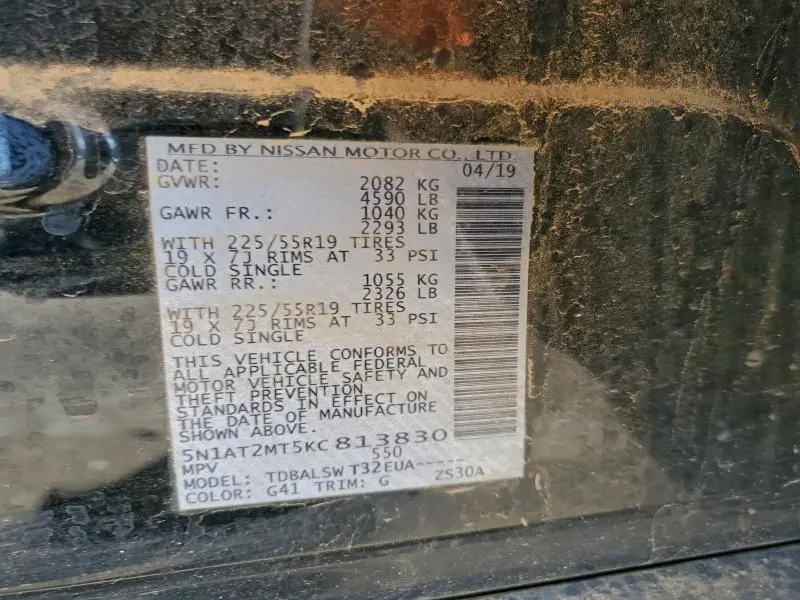 MFD BY NISSAN MOTOR CO., LTD.
DATE: 04/19
GVWR: 2082 KG
4590 LB
GAWR FR.: 1040 KG
2293 LB
WITH 225/55R19 TIRES
19 X 7J RIMS AT 33 PSI
COLD SINGLE
GAWR RR.: 1055 KG
2326 LB
WITH 225/55R19 TIRES
19 X 7J RIMS AT 33 PSI
COLD SINGLE
THIS VEHICLE CONFORMS TO
ALL APPLICABLE FEDERAL
MOTOR VEHICLE SAFETY AND
THEFT PREVENTION
STANDARDS IN EFFECT ON
THE DATE OF MANUFACTURE
SHOWN ABOVE.
5N1AT2MT5KC813830
MPV 550
MODEL: TDBALSW T32EUA-----
COLOR: G41 TRIM: G ZS30A